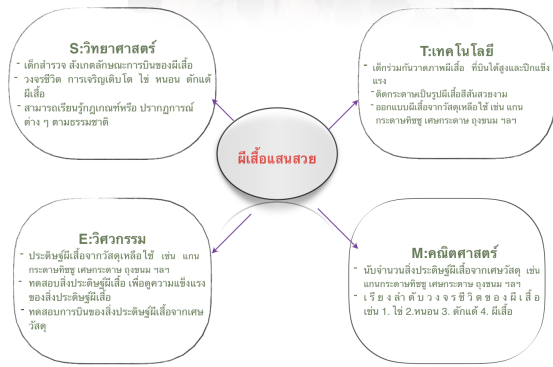 S:วิทยาศาสตร์
- เด็กสำรวจ สังเกตลักษณะการบินของผีเสื้อ
- วงจรชีวิต การเจริญเติบโต ไข่ หนอน ดักแด้
ผีเสื้อ
- สามารถเรียนรู้กฎเกณฑ์หรือ ปรากฏการณ์
ต่าง ๆ ตามธรรมชาติ
T:เทคโนโลยี
- เด็กร่วมกันวาดภาพผีเสื้อ ที่บินได้สูงและปีกแข็ง
แรง
-ติดกระดาษเป็นรูปผีเสื้อสีสันสวยงาม
-ออกแบบผีเสื้อจากวัสดุเหลือใช้ เช่น แกน
กระดาษทิชชู เศษกระดาษ ถุงขนม ฯลฯ
ผีเสื้อแสนสวย
E:วิศวกรรม
- ประดิษฐ์ผีเสื้อจากวัสดุเหลือใช้ เช่น แกน
กระดาษทิชชู เศษกระดาษ ถุงขนม ฯลฯ
- ทดสอบสิ่งประดิษฐ์ผีเสื้อ เพื่อดูความแข็งแรง
ของสิ่งประดิษฐ์ผีเสื้อ
- ทดสอบการบินของสิ่งประดิษฐ์ผีเสื้อจากเศษ
วัสดุ
M:คณิตศาสตร์
- นับจำนวนสิ่งประดิษฐ์ผีเสื้อจากเศษวัสดุ เช่น
แกนกระดาษทิชชู เศษกระดาษ ถุงขนม ฯลฯ
- เรียงลำดับวงจรชีวิตของผีเสื้อ
เช่น 1. ไข่ 2.หนอน 3. ดักแด้ 4. ผีเสื้อ